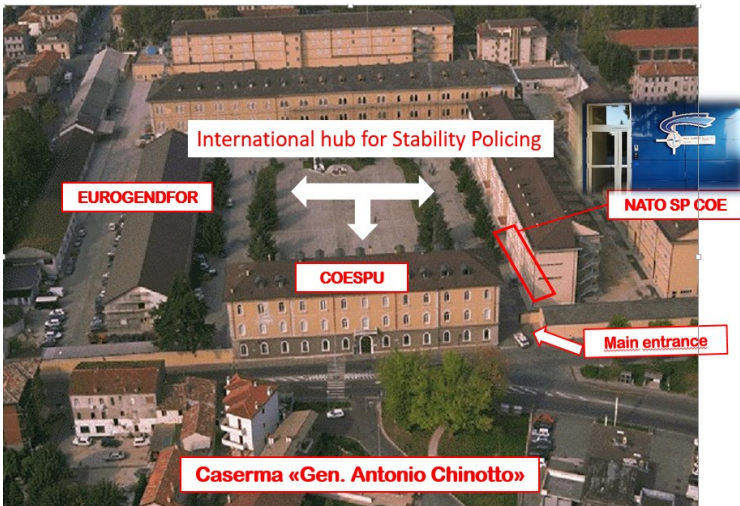 International hub for Stability Policing
EUROGENDFOR
NATO SP COE
COESPU
Main entrance
Caserma «Gen. Antonio Chinotto»